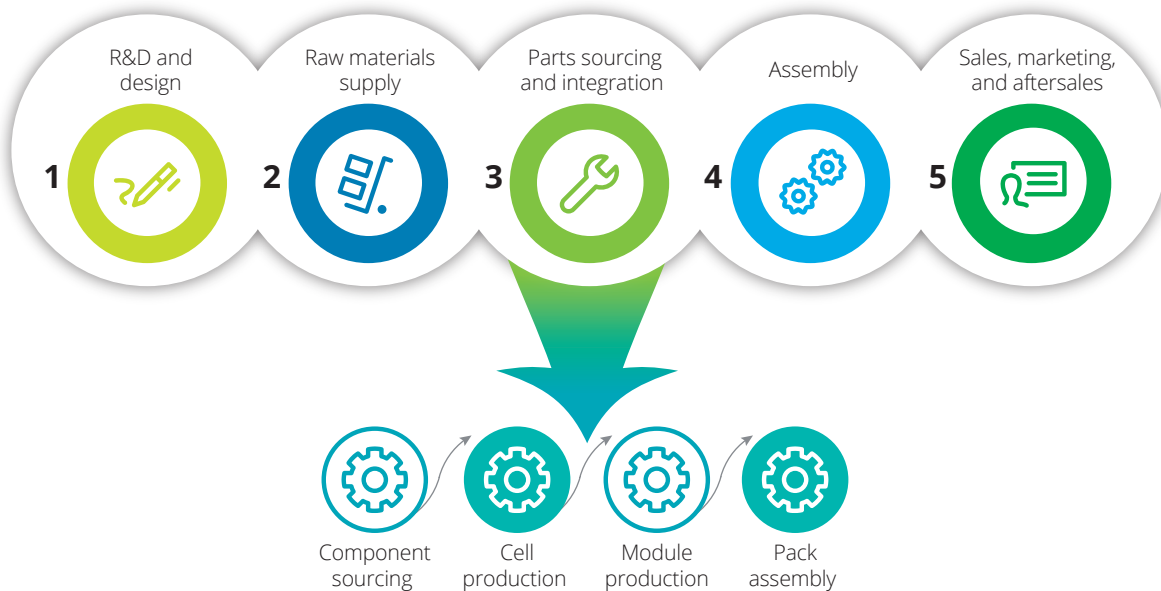 R&D and
design
Raw materials
supply
Parts sourcing
and integration
Assembly
Sales, marketing,
and aftersales
1
2
3
4
5
Component
sourcing
Cell
production
Module
production
Pack
assembly